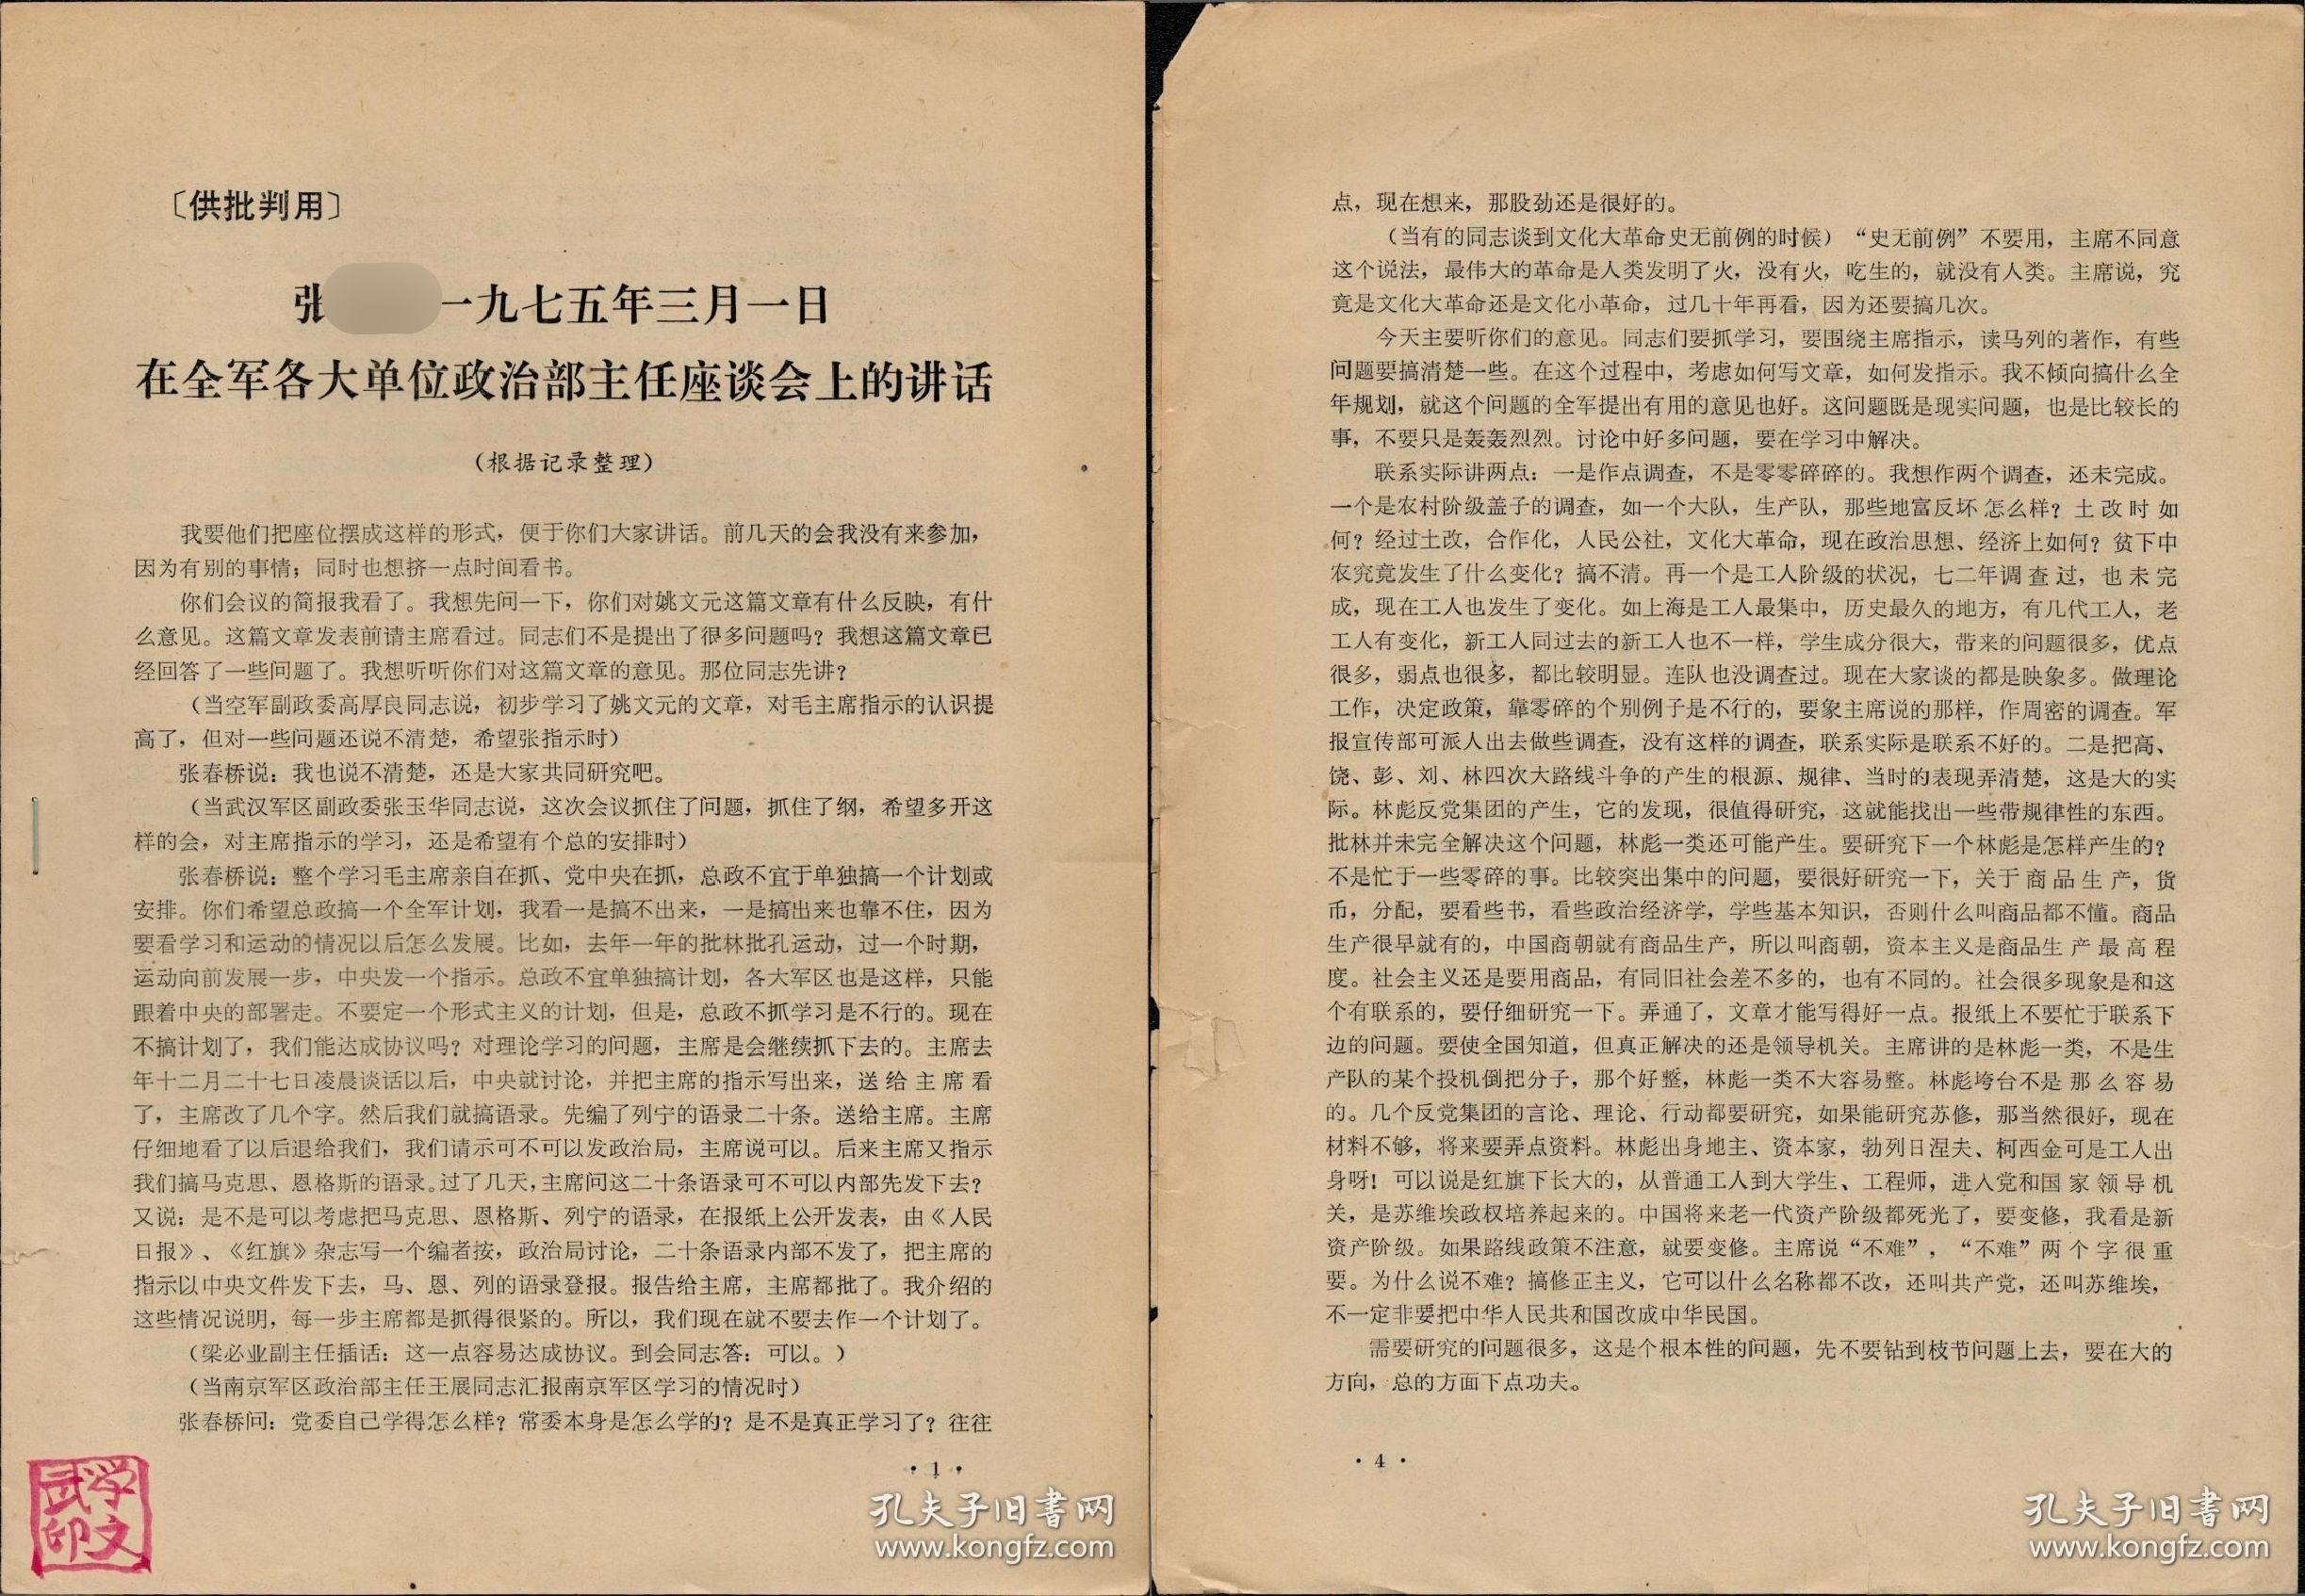 〔供批判用〕
张 一九七五年三月一日
在全军各大单位政治部主任座谈会上的讲话
（根据记录整理）
我要他们把座位摆成这样的形式，便于你们大家讲话。前几天的会我没有来参加，
因为有别的事情；同时也想挤一点时间看书。
你们会议的简报我看了。我想先问一下，你们对姚文元这篇文章有什么反映，有什
么意见。这篇文章发表前请主席看过。同志们不是提出了很多问题吗？我想这篇文章已
经回答了一些问题了。我想听听你们对这篇文章的意见。那位同志先讲？
（当空军副政委高厚良同志说，初步学习了姚文元的文章，对毛主席指示的认识提
高了，但对一些问题还说不清楚，希望张指示时）
张春桥说：我也说不清楚，还是大家共同研究吧。
（当武汉军区副政委张玉华同志说，这次会议抓住了问题，抓住了纲，希望多开这
样的会，对主席指示的学习，还是希望有个总的安排时）
张春桥说：整个学习毛主席亲自在抓、党中央在抓，总政不宜于单独搞一个计划或
安排。你们希望总政搞一个全军计划，我看一是搞不出来，一是搞出来也靠不住，因为
要看学习和运动的情况以后怎么发展。比如，去年一年的批林批孔运动，过一个时期，
运动向前发展一步，中央发一个指示。总政不宜单独搞计划，各大军区也是这样，只能
跟着中央的部署走。不要定一个形式主义的计划，但是，总政不抓学习是不行的。现在
不搞计划了，我们能达成协议吗？对理论学习的问题，主席是会继续抓下去的。主席去
年十二月二十七日凌晨谈话以后，中央就讨论，并把主席的指示写出来，送给主席看
了，主席改了几个字。然后我们就搞语录。先编了列宁的语录二十条。送给主席。主席
仔细地看了以后退给我们，我们请示可不可以发政治局，主席说可以。后来主席又指示
我们搞马克思、恩格斯的语录。过了几天，主席问这二十条语录可不可以内部先发下去？
又说：是不是可以考虑把马克思、恩格斯、列宁的语录，在报纸上公开发表，由《人民
日报》、《红旗》杂志写一个编者按，政治局讨论，二十条语录内部不发了，把主席的
指示以中央文件发下去，马、恩、列的语录登报。报告给主席，主席都批了。我介绍的
这些情况说明，每一步主席都是抓得很紧的。所以，我们现在就不要去作一个计划了。
（梁必业副主任插话：这一点容易达成协议。到会同志答：可以。）
（当南京军区政治部主任王展同志汇报南京军区学习的情况时）
张春桥问：党委自己学得怎么样？常委本身是怎么学的？是不是真正学习了？往往
·1·
学文
武印
孔夫子旧书网
www.kongfz.com
点，现在想来，那股劲还是很好的。
（当有的同志谈到文化大革命史无前例的时候）“史无前例”不要用，主席不同意
这个说法，最伟大的革命是人类发明了火，没有火，吃生的，就没有人类。主席说，究
竟是文化大革命还是文化小革命，过几十年再看，因为还要搞几次。
今天主要听你们的意见。同志们要抓学习，要围绕主席指示，读马列的著作，有些
问题要搞清楚一些。在这个过程中，考虑如何写文章，如何发指示。我不倾向搞什么全
年规划，就这个问题的全军提出有用的意见也好。这问题既是现实问题，也是比较长的
事，不要只是轰轰烈烈。讨论中好多问题，要在学习中解决。
联系实际讲两点：一是作点调查，不是零零碎碎的。我想作两个调查，还未完成。
一个是农村阶级盖子的调查，如一个大队，生产队，那些地富反坏怎么样？土改时如
何？经过土改，合作化，人民公社，文化大革命，现在政治思想、经济上如何？贫下中
农究竟发生了什么变化？搞不清。再一个是工人阶级的状况，七二年调查过，也未完
成，现在工人也发生了变化。如上海是工人最集中，历史最久的地方，有几代工人，老
工人有变化，新工人同过去的新工人也不一样，学生成分很大，带来的问题很多，优点
很多，弱点也很多，都比较明显。连队也没调查过。现在大家谈的都是映象多。做理论
工作，决定政策，靠零碎的个别例子是不行的，要象主席说的那样，作周密的调查。军
报宣传部可派人出去做些调查，没有这样的调查，联系实际是联系不好的。二是把高、
饶、彭、刘、林四次大路线斗争的产生的根源、规律、当时的表现弄清楚，这是大的实
际。林彪反党集团的产生，它的发现，很值得研究，这就能找出一些带规律性的东西。
批林并未完全解决这个问题，林彪一类还可能产生。要研究下一个林彪是怎样产生的？
不是忙于一些零碎的事。比较突出集中的问题，要很好研究一下，关于商品生产，货
币，分配，要看些书，看些政治经济学，学些基本知识，否则什么叫商品都不懂。商品
生产很早就有的，中国商朝就有商品生产，所以叫商朝，资本主义是商品生产最高程
度。社会主义还是要用商品，有同旧社会差不多的，也有不同的。社会很多现象是和这
个有联系的，要仔细研究一下。弄通了，文章才能写得好一点。报纸上不要忙于联系下
边的问题。要使全国知道，但真正解决的还是领导机关。主席讲的是林彪一类，不是生
产队的某个投机倒把分子，那个好整，林彪一类不大容易整。林彪垮台不是那么容易
的。几个反党集团的言论、理论、行动都要研究，如果能研究苏修，那当然很好，现在
材料不够，将来要弄点资料。林彪出身地主、资本家，勃列日涅夫、柯西金可是工人出
身呀！可以说是红旗下长大的，从普通工人到大学生、工程师，进入党和国家领导机
关，是苏维埃政权培养起来的。中国将来老一代资产阶级都死光了，要变修，我看是新
资产阶级。如果路线政策不注意，就要变修。主席说“不难”，“不难”两个字很重
要。为什么说不难？搞修正主义，它可以什么名称都不改，还叫共产党，还叫苏维埃，
不一定非要把中华人民共和国改成中华民国。
需要研究的问题很多，这是个根本性的问题，先不要钻到枝节问题上去，要在大的
方向，总的方面下点功夫。
·4·
孔夫子旧书网
www.kongfz.com